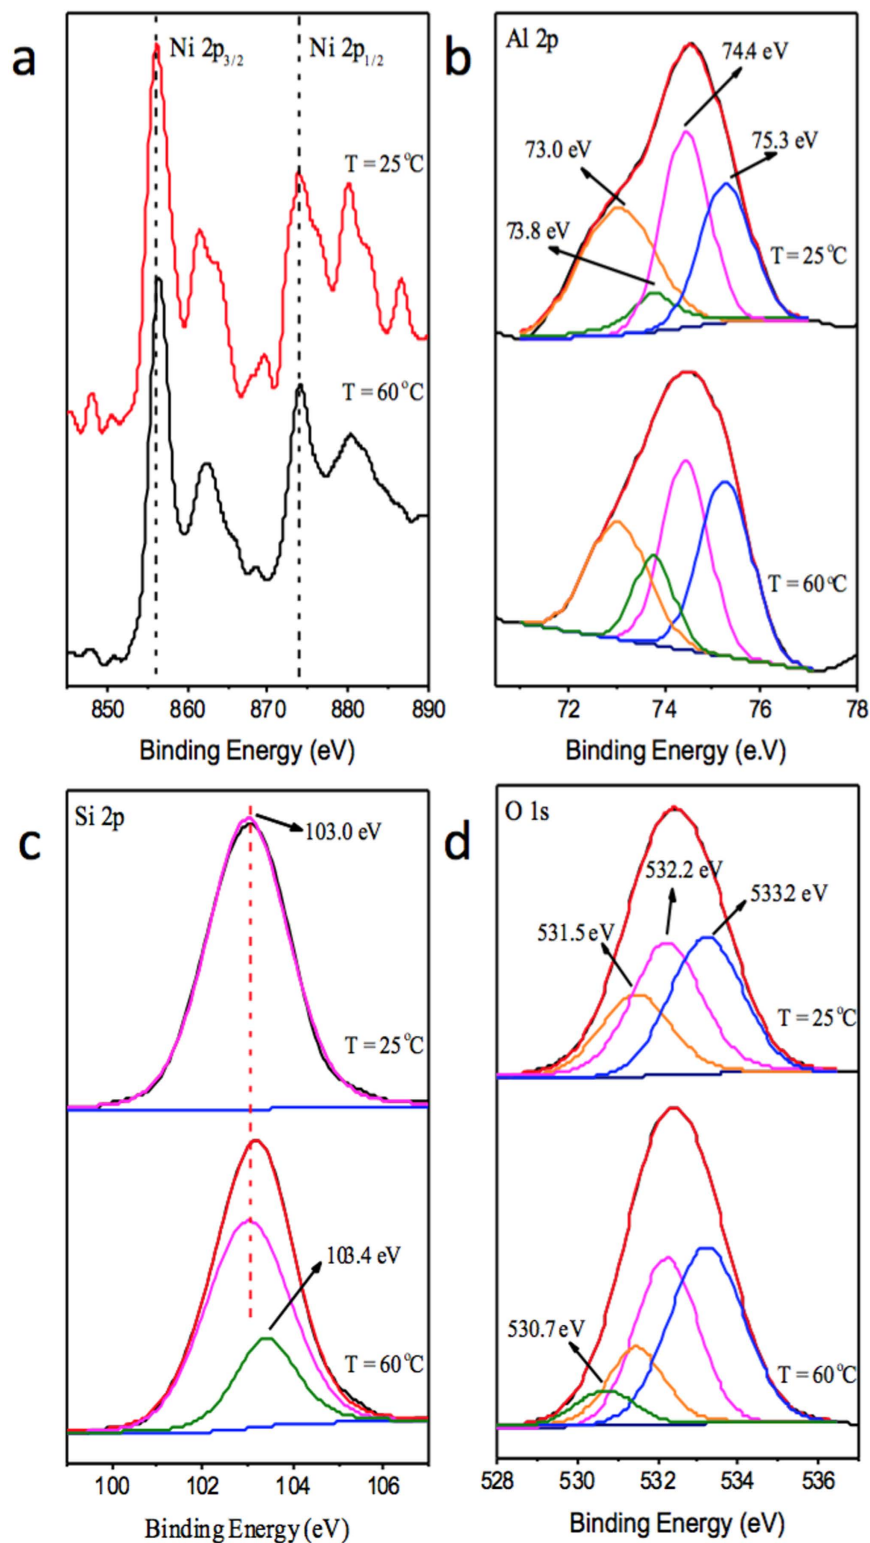 a
Ni 2p3/2
Ni 2p1/2
T = 25°C
T = 60°C
850 860 870 880 890
Binding Energy (eV)
b
Al 2p
74.4 eV
73.0 eV
75.3 eV
73.8 eV
T = 25°C
T = 60°C
72 74 76 78
Binding Energy (e.V)
c
Si 2p
103.0 eV
T = 25°C
103.4 eV
T = 60°C
100 102 104 106
Binding Energy (eV)
d
O 1s
532.2 eV
533.2 eV
531.5 eV
T = 25°C
530.7 eV
T = 60°C
528 530 532 534 536
Binding Energy (eV)